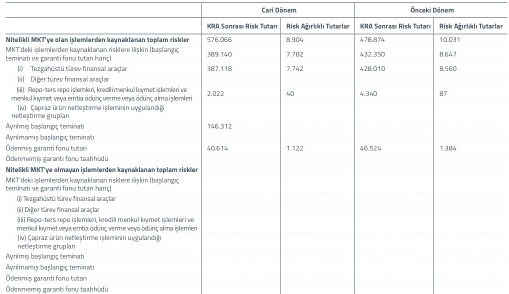 Cari Dönem Önceki Dönem
KRA Sonrası Risk Tutarı Risk Ağırlıklı Tutarlar KRA Sonrası Risk Tutarı Risk Ağırlıklı Tutarlar
Nitelikli MKT'ye olan işlemlerden kaynaklanan toplam riskler 576.066 8.904 478.874 10.031
MKT'deki işlemlerden kaynaklanan risklere ilişkin (başlangıç
teminatı ve garanti fonu tutarı hariç) 389.140 7.782 432.350 8.647
(i) Tezgahüstü türev finansal araçlar 387.118 7.742 428.010 8.560
(ii) Diğer türev finansal araçlar
(iii) Repo-ters repo işlemleri, kredili menkul kıymet işlemleri ve
menkul kıymet veya emtia ödünç verme veya ödünç alma işlemleri 2.022 40 4.340 87
(iv) Çapraz ürün netleştirme işleminin uygulandığı
netleştirme grupları
Ayrılmış başlangıç teminatı 146.312
Ayrılmamış başlangıç teminatı
Ödenmiş garanti fonu tutarı 40.614 1.122 46.524 1.384
Ödenmemiş garanti fonu taahhüdü
Nitelikli MKT'ye olmayan işlemlerden kaynaklanan toplam riskler
MKT'deki işlemlerden kaynaklanan risklere ilişkin (başlangıç
teminatı ve garanti fonu tutarı hariç)
(i) Tezgahüstü türev finansal araçlar
(ii) Diğer türev finansal araçlar
(iii) Repo-ters repo işlemleri, kredili menkul kıymet işlemleri ve
menkul kıymet veya emtia ödünç verme veya ödünç alma işlemleri
(iv) Çapraz ürün netleştirme işleminin uygulandığı
netleştirme grupları
Ayrılmış başlangıç teminatı
Ayrılmamış başlangıç teminatı
Ödenmiş garanti fonu tutarı
Ödenmemiş garanti fonu taahhüdü